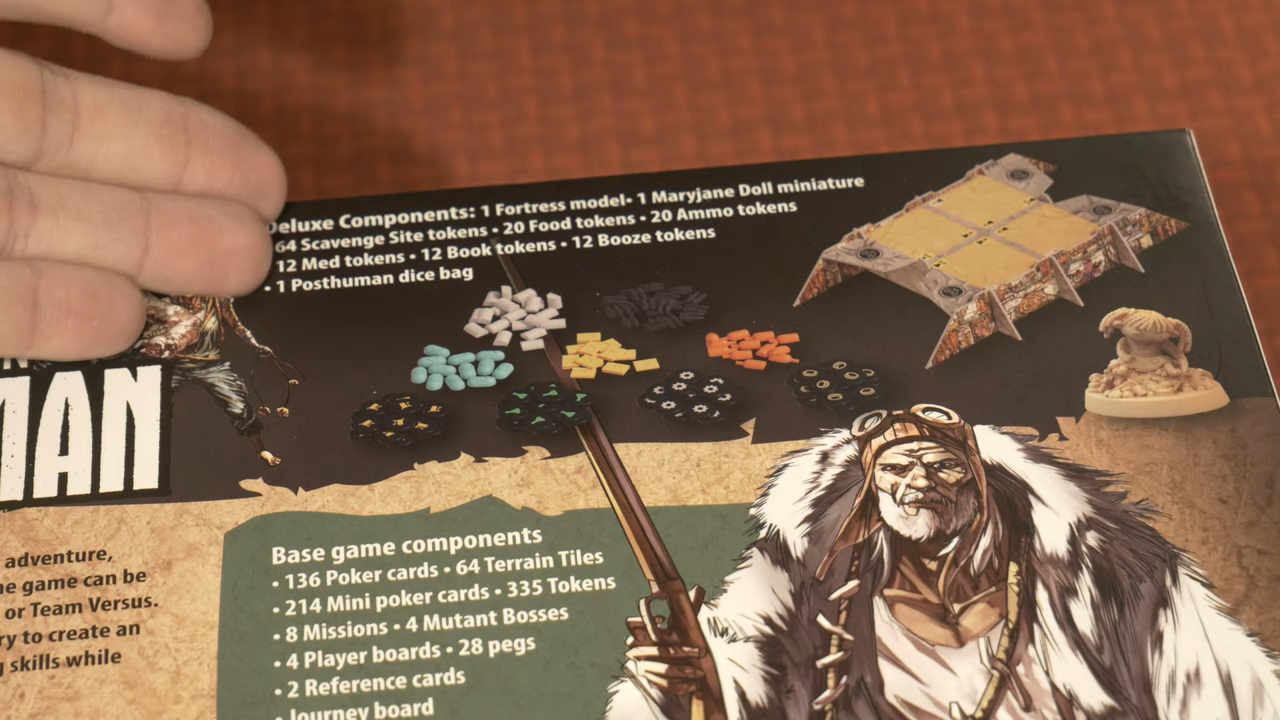 Deluxe Components: 1 Fortress model• 1 Maryjane Doll miniature
64 Scavenge Site tokens • 20 Food tokens • 20 Ammo tokens
12 Med tokens • 12 Book tokens • 12 Booze tokens
• 1 Posthuman dice bag
MAN
adventure,
game can be
or Team Versus.
to create an
skills while
Base game components
• 136 Poker cards • 64 Terrain Tiles
• 214 Mini poker cards • 335 Tokens
• 8 Missions • 4 Mutant Bosses
• 4 Player boards • 28 pegs
• 2 Reference cards
• Journey board